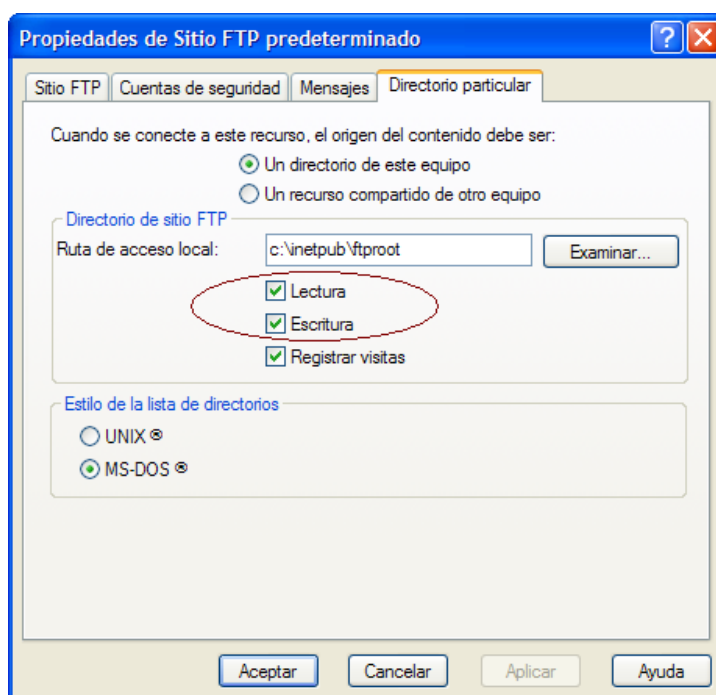 Propiedades de Sitio FTP predeterminado
Sitio FTP Cuentas de seguridad Mensajes Directorio particular
Cuando se conecte a este recurso, el origen del contenido debe ser:
Un directorio de este equipo
Un recurso compartido de otro equipo
Directorio de sitio FTP
Ruta de acceso local: c:\inetpub\ftproot Examinar...
Lectura
Escritura
Registrar visitas
Estilo de la lista de directorios
UNIX ®
MS-DOS ®
Aceptar Cancelar Aplicar Ayuda